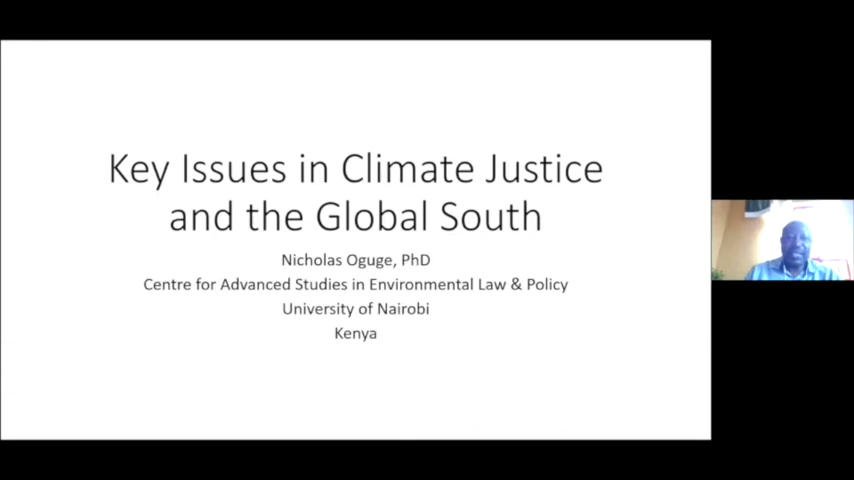 Key Issues in Climate Justice
and the Global South
Nicholas Oguge, PhD
Centre for Advanced Studies in Environmental Law & Policy
University of Nairobi
Kenya